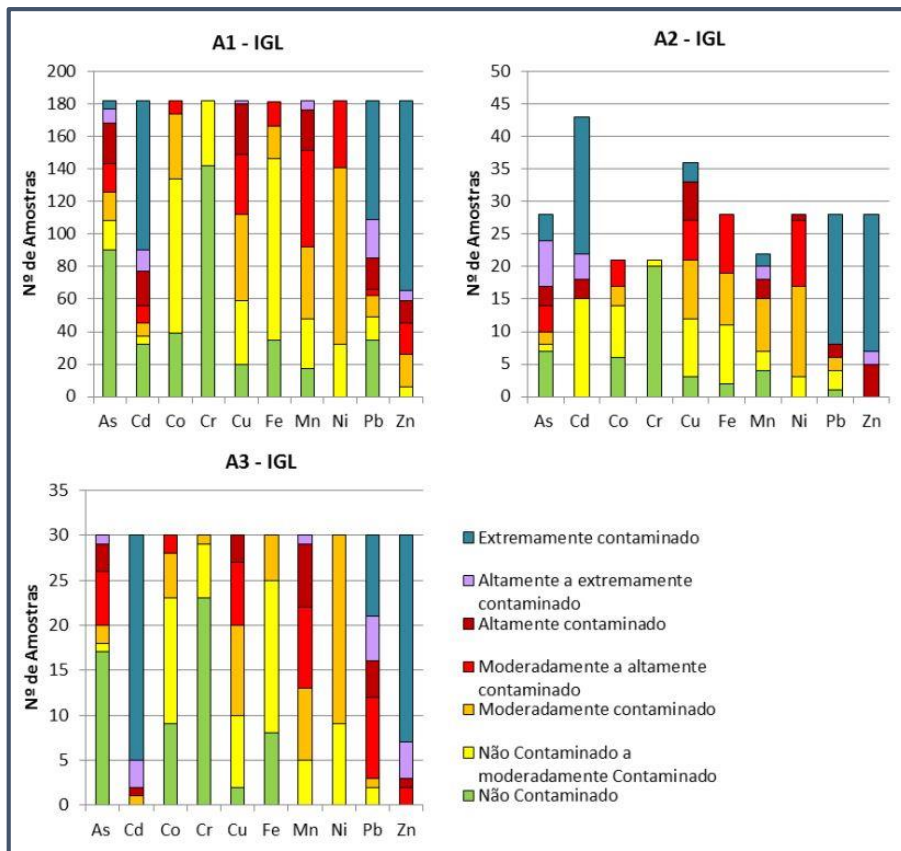 A1 - IGL
Nº de Amostras
200
180
160
140
120
100
80
60
40
20
0
As Cd Co Cr Cu Fe Mn Ni Pb Zn
A2 - IGL
Nº de Amostras
50
45
40
35
30
25
20
15
10
5
0
As Cd Co Cr Cu Fe Mn Ni Pb Zn
A3 - IGL
Nº de Amostras
35
30
25
20
15
10
5
0
As Cd Co Cr Cu Fe Mn Ni Pb Zn
Extremamente contaminado
Altamente a extremamente
contaminado
Altamente contaminado
Moderadamente a altamente
contaminado
Moderadamente contaminado
Não Contaminado a
moderadamente Contaminado
Não Contaminado